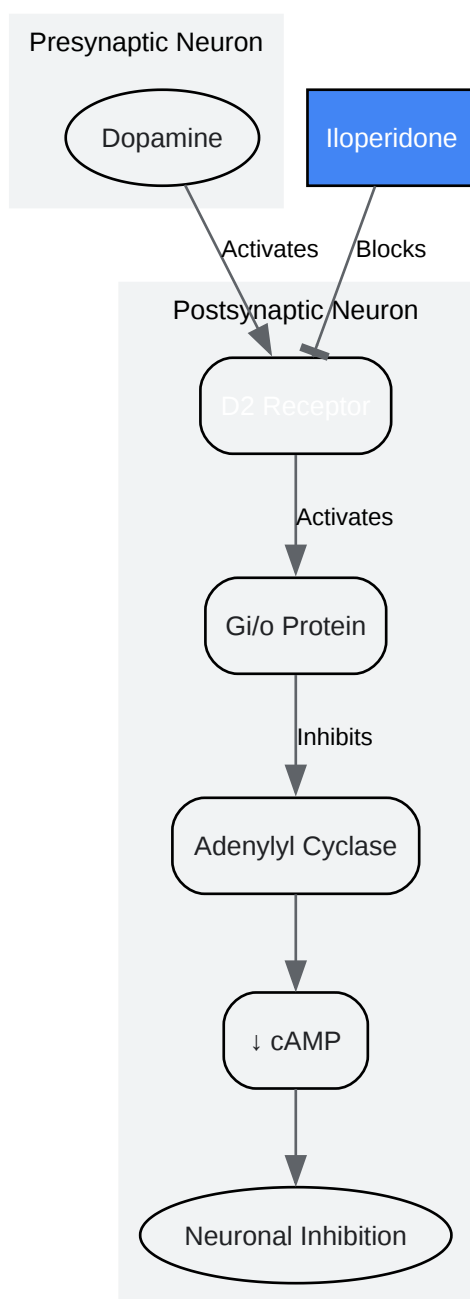 Presynaptic Neuron
Dopamine
Iloperidone
Activates
Blocks
Postsynaptic Neuron
D2 Receptor
Activates
Gi/o Protein
Inhibits
Adenylyl Cyclase
↓ cAMP
Neuronal Inhibition